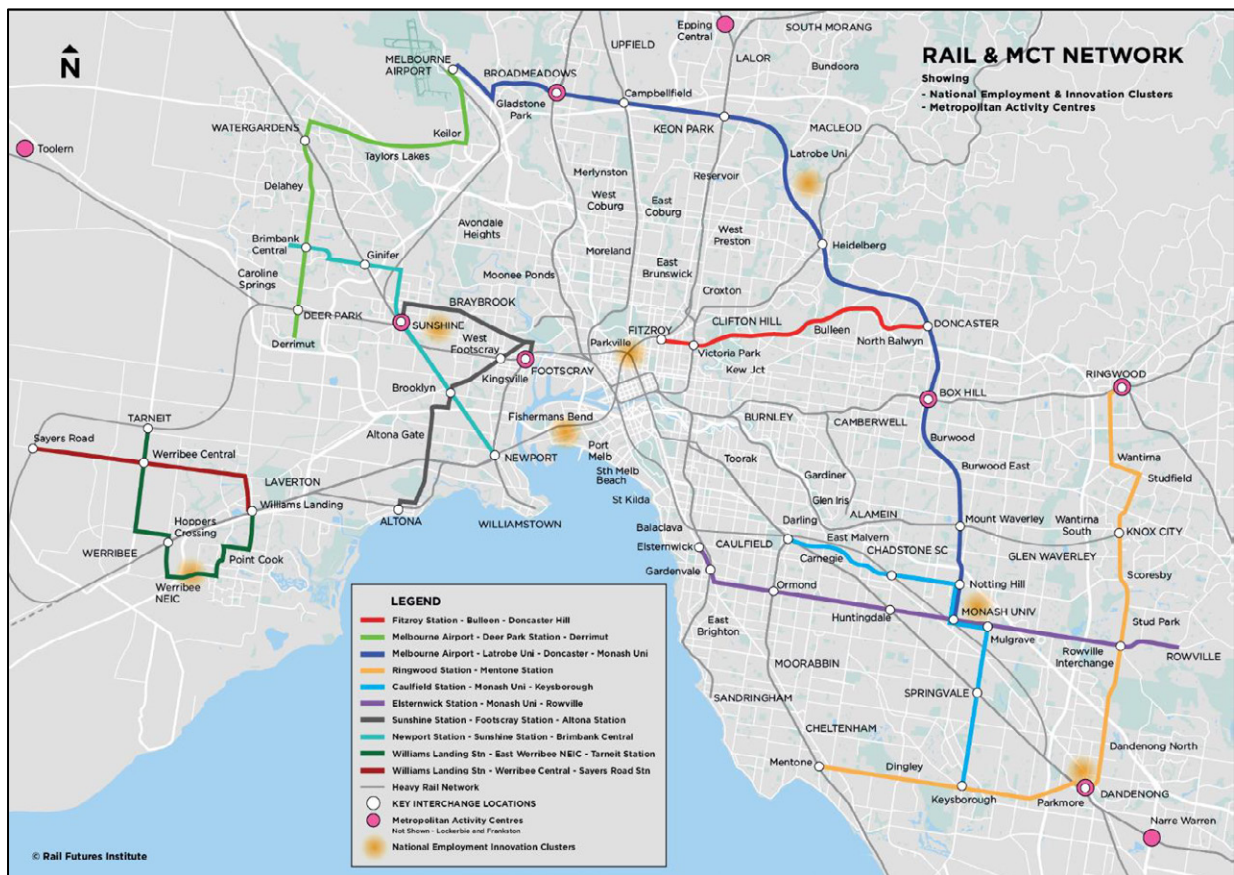 RAIL & MCT NETWORK
Showing
- National Employment & Innovation Clusters
- Metropolitan Activity Centres
N
Epping
Central
SOUTH MORANG
UPFIELD
LALOR
Bundoora
MELBOURNE
AIRPORT
BROADMEADOWS
Gladstone
Park
Campbellfield
KEON PARK
MACLEOD
Latrobe Uni
WATERGARDENS
Keilor
Taylors Lakes
Toolern
Delahey
Merlynston
Reservoir
West
Coburg
East
Coburg
Avondale
Heights
West
Preston
Heidelberg
Brimbank
Central
Ginifer
Moreland
East
Brunswick
Caroline
Springs
Moonee Ponds
Croxton
BRAYBROOK
DEER PARK
SUNSHINE
FITZROY
CLIFTON HILL
Bulleen
DONCASTER
North Balwyn
Derrimut
West
Footscray
Parkville
Victoria Park
Kingsville
FOOTSCRAY
Kew Jct
RINGWOOD
Brooklyn
BOX HILL
TARNEIT
Fishermans Bend
BURNLEY
CAMBERWELL
Sayers Road
Altona Gate
Burwood
Werribee Central
NEWPORT
Port
Melb
Toorak
Wantirna
Burwood East
Sth Melb
Beach
Gardiner
Studfield
LAVERTON
Williams Landing
St Kilda
Glen Iris
ALTONA
WILLIAMSTOWN
ALAMEIN
Hoppers
Crossing
Balaclava
Darling
Mount Waverley
Wantirna
South
KNOX CITY
WERRIBEE
Point Cook
Elsternwick
CAULFIELD
East Malvern
Carnegie
CHADSTONE SC
GLEN WAVERLEY
Werribee
NEIC
Gardenvale
Ormond
Notting Hill
Scoresby
MONASH UNIV
Huntingdale
Mulgrave
Stud Park
East
Brighton
Rowville
Interchange
ROWVILLE
MOORABBIN
SANDRINGHAM
SPRINGVALE
CHELTENHAM
Dandenong North
Mentone
Dingley
Keysborough
Parkmore
DANDENONG
Narre Warren
LEGEND
Fitzroy Station - Bulleen - Doncaster Hill
Melbourne Airport - Deer Park Station - Derrimut
Melbourne Airport - Latrobe Uni - Doncaster - Monash Uni
Ringwood Station - Mentone Station
Caulfield Station - Monash Uni - Keysborough
Elsternwick Station - Monash Uni - Rowville
Sunshine Station - Footscray Station - Altona Station
Newport Station - Sunshine Station - Brimbank Central
Williams Landing Stn - East Werribee NEIC - Tarneit Station
Williams Landing Stn - Werribee Central - Sayers Road Stn
Heavy Rail Network
KEY INTERCHANGE LOCATIONS
Metropolitan Activity Centres
Not Shown - Lockerbie and Frankston
National Employment Innovation Clusters
© Rail Futures Institute